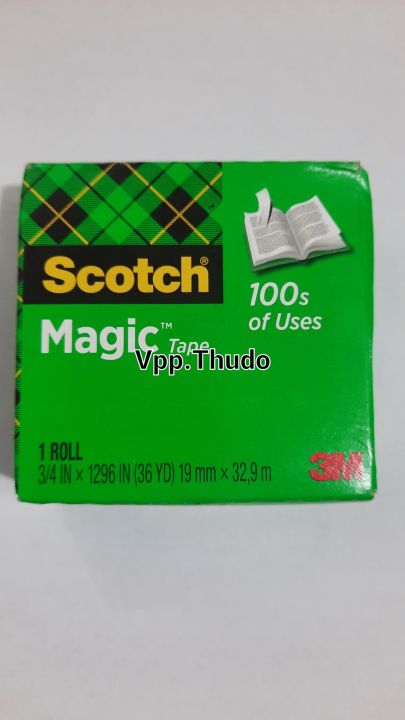 Scotch®
100s
of Uses
Magic™ Tape
Vpp.Thudo
1 ROLL
3/4 IN × 1296 IN (36 YD) 19 mm × 32,9 m
3M